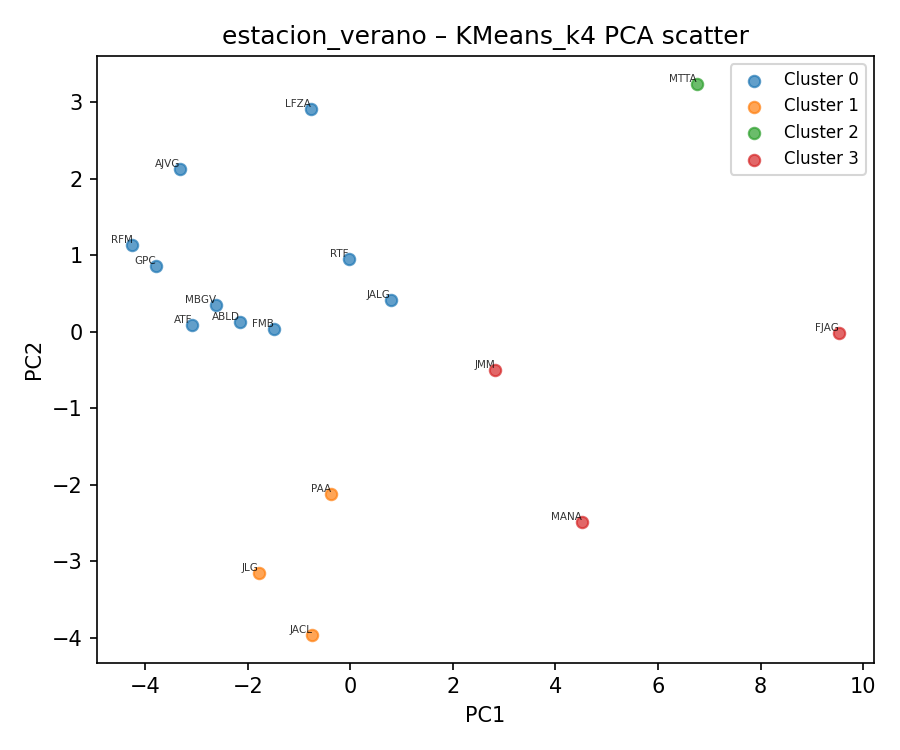 estacion_verano – KMeans_k4 PCA scatter
Cluster 0
Cluster 1
Cluster 2
Cluster 3
MTTA
LFZA
AJVG
RFM
GPC
RTF
JALG
MBGV
ATF
ABLD
FMB
FJAG
JMM
PAA
MANA
JLG
JACL
3
2
1
0
−1
−2
−3
−4
PC2
−4
−2
0
2
4
6
8
10
PC1